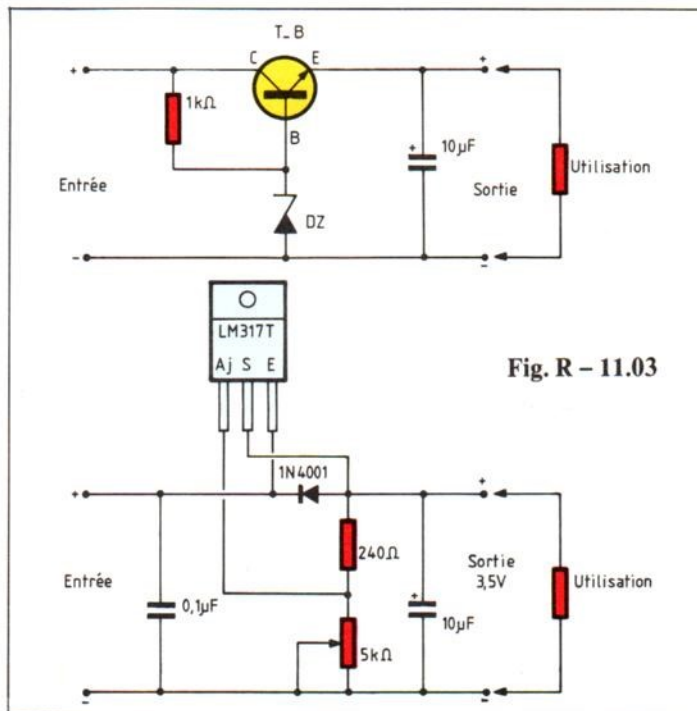 T_B
C E
+ +
1kΩ
B
+
10µF
Entrée
Sortie
Utilisation
DZ
- -
LM317T
Aj S E
Fig. R – 11.03
1N4001
+ +
240Ω
Entrée
0,1µF
+
10µF
Sortie
3,5V
Utilisation
5kΩ
- -